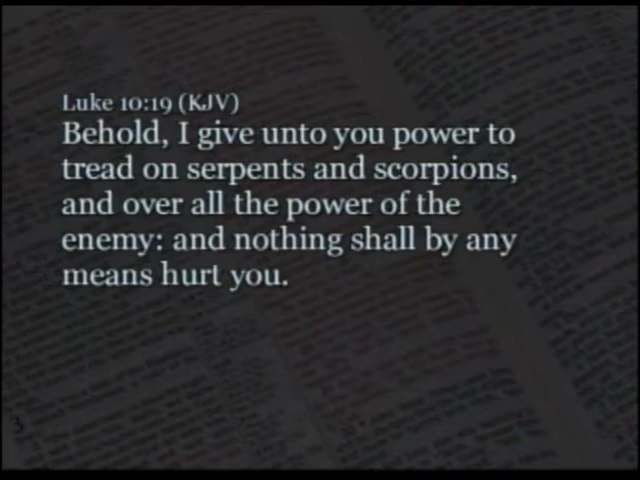 Luke 10:19 (KJV)
Behold, I give unto you power to
tread on serpents and scorpions,
and over all the power of the
enemy: and nothing shall by any
means hurt you.
3